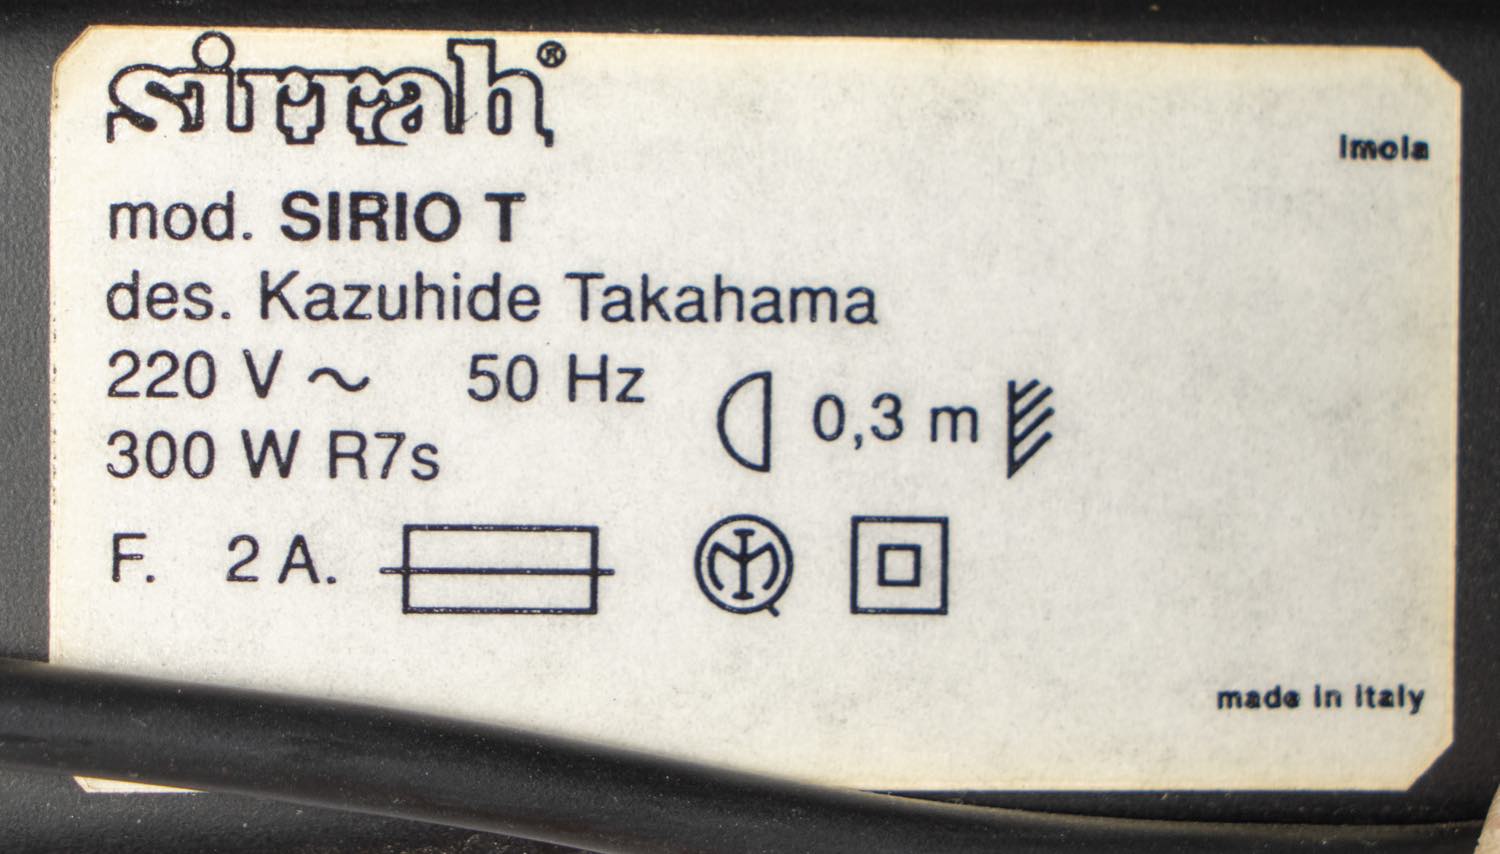 sirrah®
imola
mod. SIRIO T
des. Kazuhide Takahama
220 V ~ 50 Hz
0,3 m
300 W R7s
F. 2 A.
made in italy